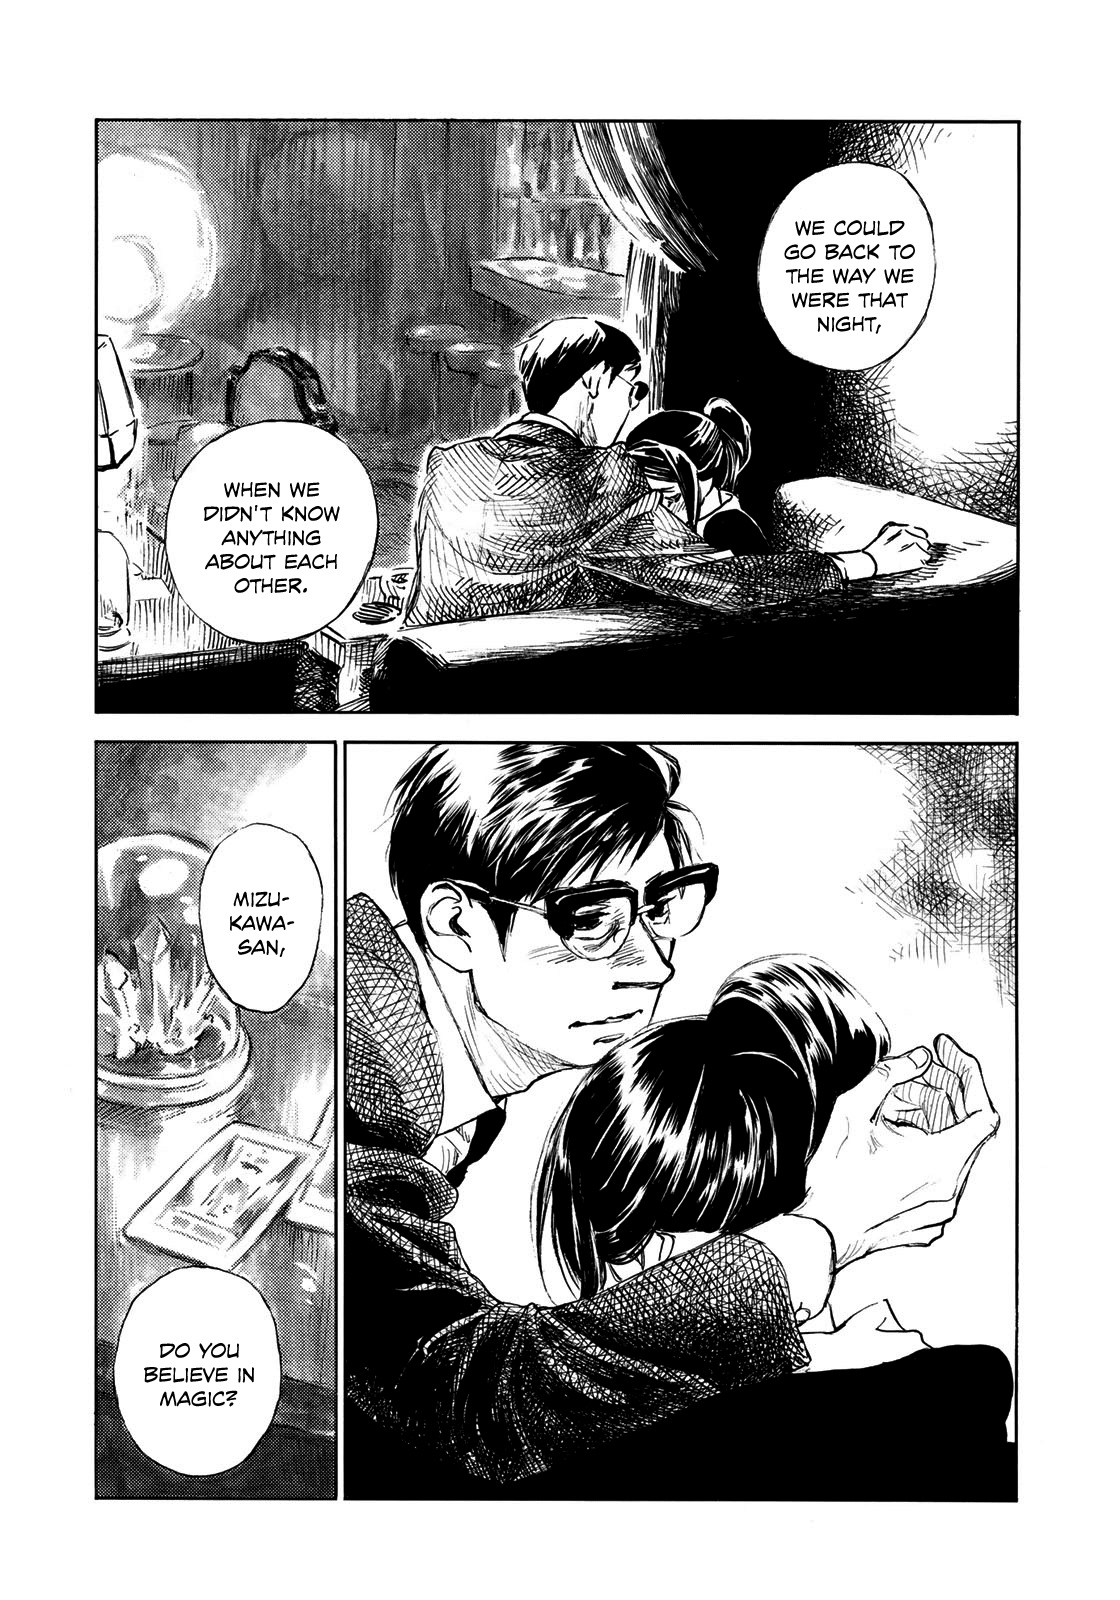 WE COULD
GO BACK TO
THE WAY WE
WERE THAT
NIGHT,
WHEN WE
DIDN'T KNOW
ANYTHING
ABOUT EACH
OTHER.
MIZU-
KAWA-
SAN,
DO YOU
BELIEVE IN
MAGIC?